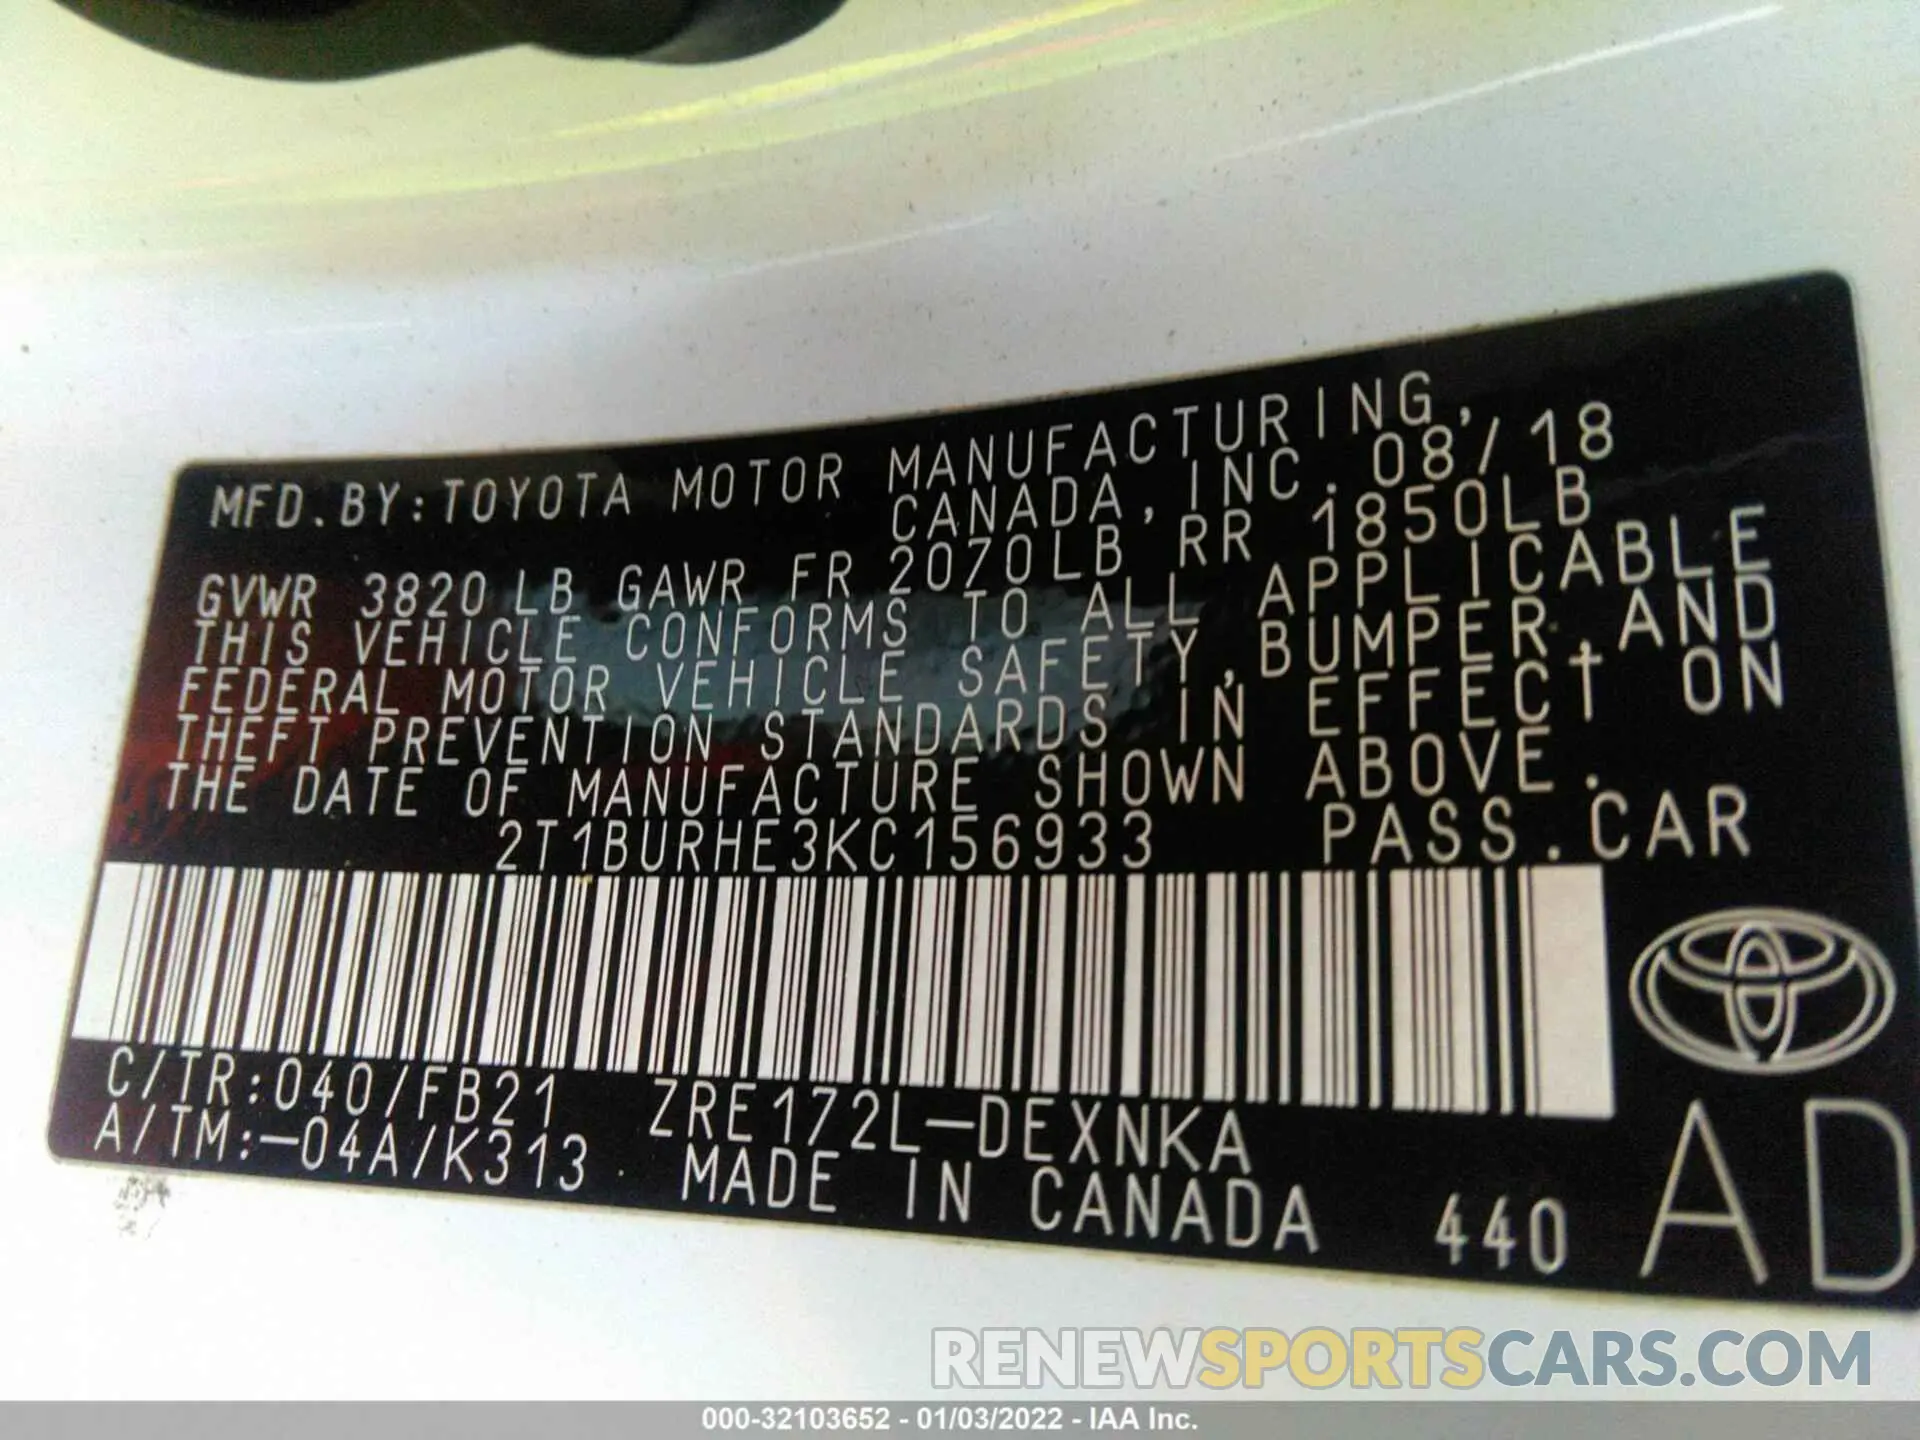 MFD.BY:TOYOTA MOTOR MANUFACTURING,
CANADA,INC. 08/18
GVWR 3820LB GAWR FR 2070LB RR 1850LB
THIS VEHICLE CONFORMS TO ALL APPLICABLE
FEDERAL MOTOR VEHICLE SAFETY,BUMPER,AND
THEFT PREVENTION STANDARDS IN EFFECT ON
THE DATE OF MANUFACTURE SHOWN ABOVE.
2T1BURHE3KC156933 PASS.CAR
C/TR:040/FB21 ZRE172L-DEXNKA
A/TM:-04A/K313 MADE IN CANADA 440 AD
RENEWSPORTSCARS.COM
000-32103652 - 01/03/2022 - IAA Inc.